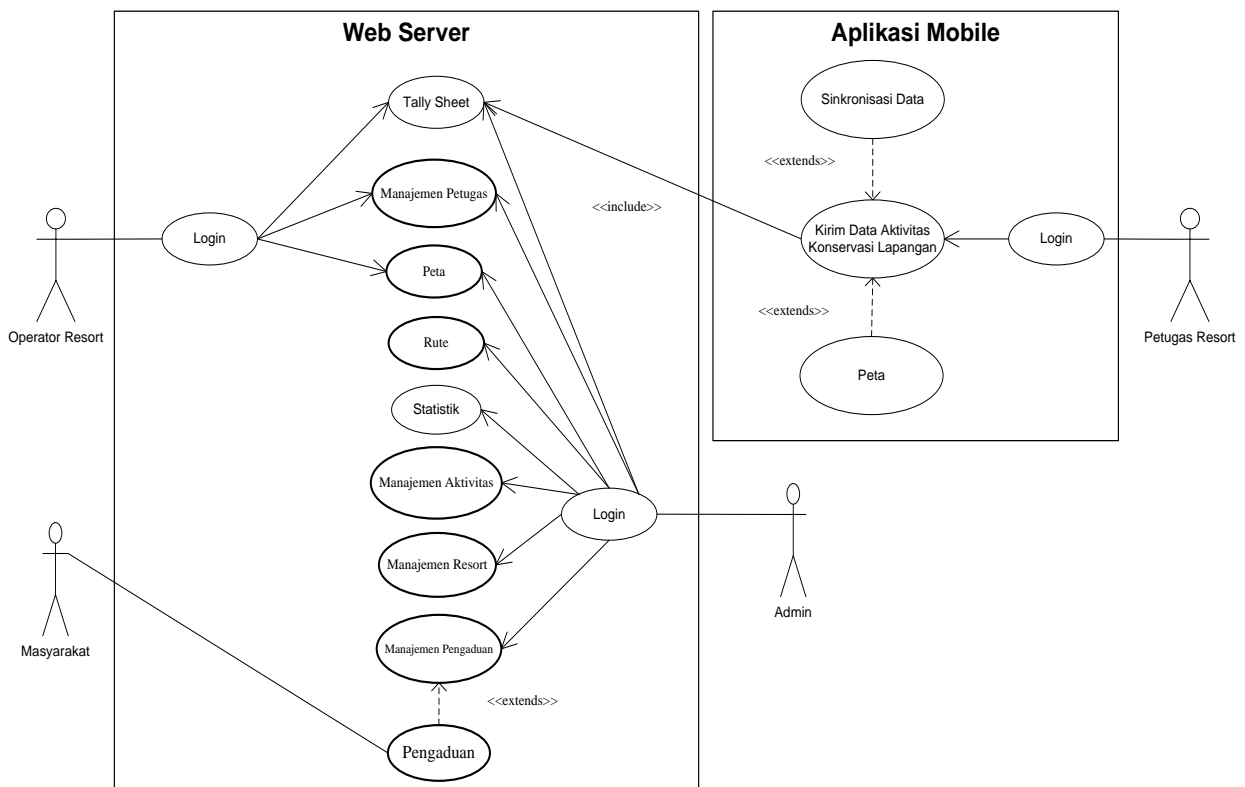 Web Server
Aplikasi Mobile
Tally Sheet
Sinkronisasi Data
<<extends>>
Manajemen Petugas
<<include>>
Login
Kirim Data Aktivitas
Konservasi Lapangan
Login
Peta
<<extends>>
Operator Resort
Petugas Resort
Rute
Peta
Statistik
Manajemen Aktivitas
Login
Manajemen Resort
Admin
Masyarakat
Manajemen Pengaduan
<<extends>>
Pengaduan